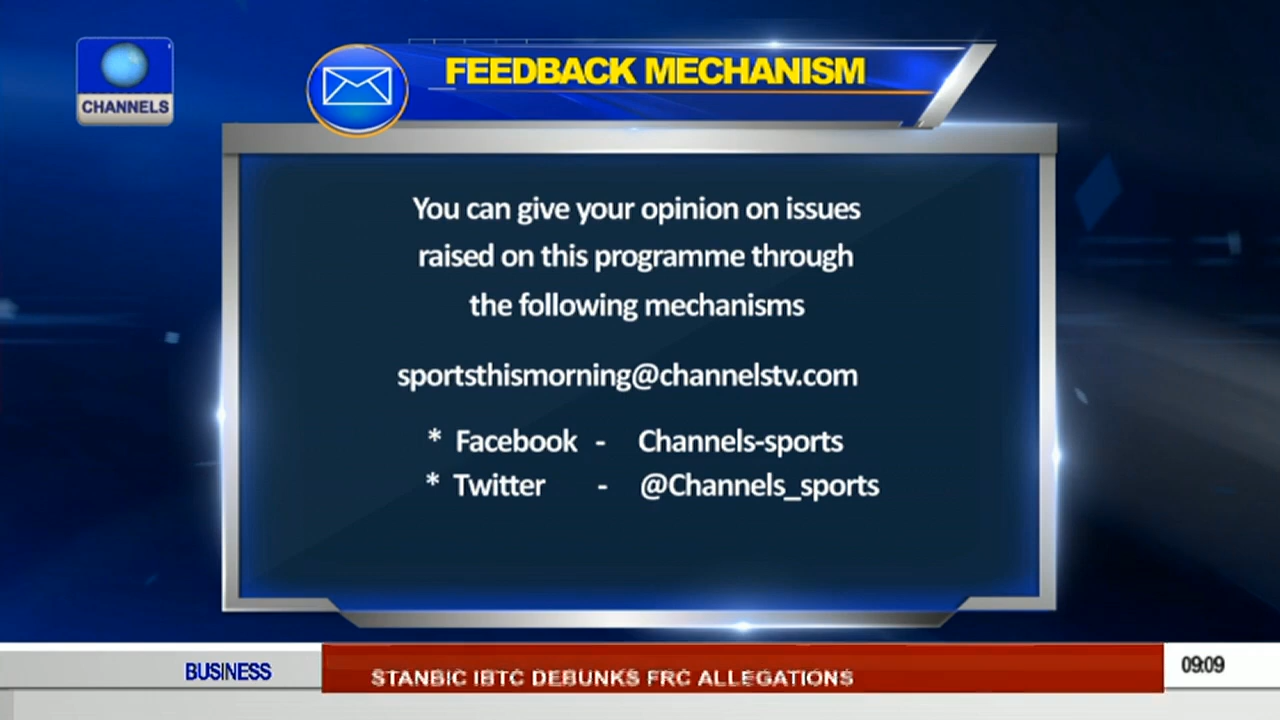 CHANNELS
FEEDBACK MECHANISM
You can give your opinion on issues
raised on this programme through
the following mechanisms
sportsthismorning@channelstv.com
* Facebook - Channels-sports
* Twitter - @Channels_sports
BUSINESS
STANBIC IBTC DEBUNKS FRC ALLEGATIONS
09:09